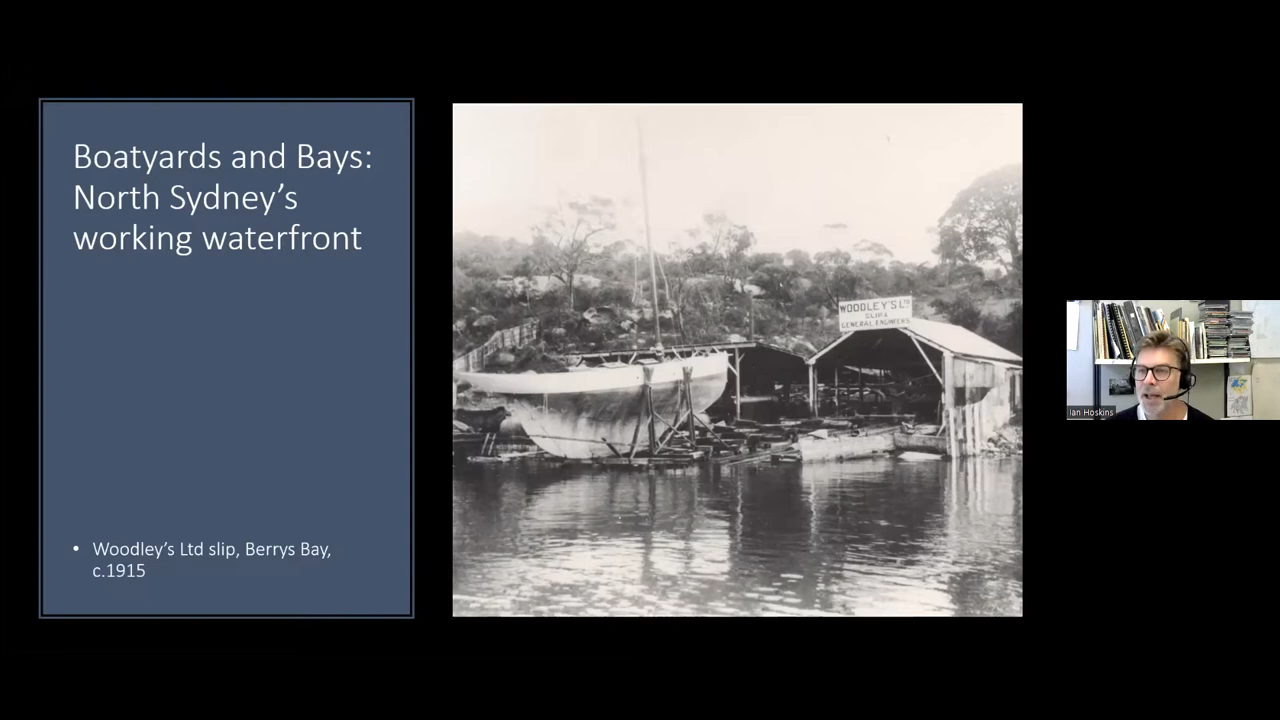 Boatyards and Bays:
North Sydney’s
working waterfront
WOODLEY'S LTD
SLIPS
GENERAL ENGINEERS
• Woodley’s Ltd slip, Berrys Bay,
c.1915
Ian Hoskins